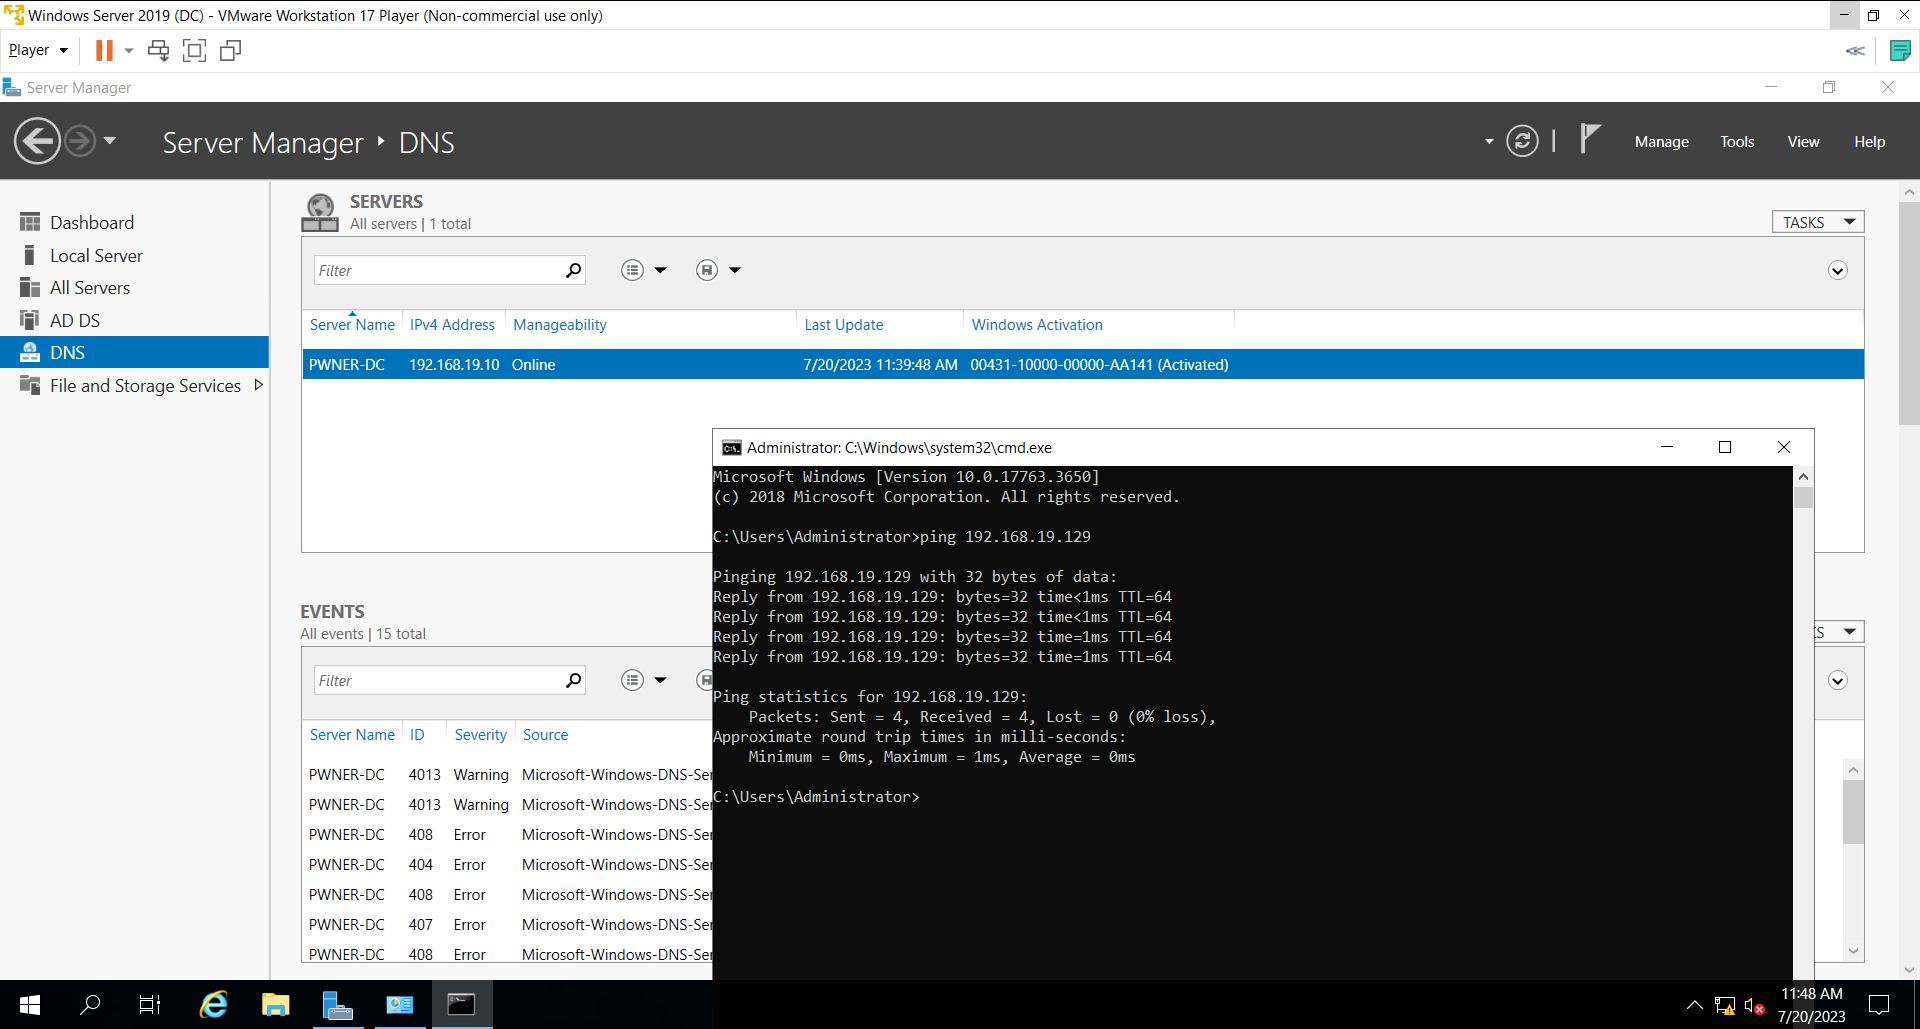 Windows Server 2019 (DC) - VMware Workstation 17 Player (Non-commercial use only)
Player
Server Manager
Server Manager DNS
Manage Tools View Help
Dashboard
Local Server
All Servers
AD DS
DNS
File and Storage Services
SERVERS
All servers | 1 total
TASKS
Filter
Server Name IPv4 Address Manageability Last Update Windows Activation
PWNER-DC 192.168.19.10 Online 7/20/2023 11:39:48 AM 00431-10000-00000-AA141 (Activated)
EVENTS
All events | 15 total
Filter
Server Name ID Severity Source
PWNER-DC 4013 Warning Microsoft-Windows-DNS-Ser
PWNER-DC 4013 Warning Microsoft-Windows-DNS-Ser
PWNER-DC 408 Error Microsoft-Windows-DNS-Ser
PWNER-DC 404 Error Microsoft-Windows-DNS-Ser
PWNER-DC 408 Error Microsoft-Windows-DNS-Ser
PWNER-DC 407 Error Microsoft-Windows-DNS-Ser
PWNER-DC 408 Error Microsoft-Windows-DNS-Ser
Administrator: C:\Windows\system32\cmd.exe
Microsoft Windows [Version 10.0.17763.3650]
(c) 2018 Microsoft Corporation. All rights reserved.
C:\Users\Administrator>ping 192.168.19.129
Pinging 192.168.19.129 with 32 bytes of data:
Reply from 192.168.19.129: bytes=32 time<1ms TTL=64
Reply from 192.168.19.129: bytes=32 time<1ms TTL=64
Reply from 192.168.19.129: bytes=32 time=1ms TTL=64
Reply from 192.168.19.129: bytes=32 time=1ms TTL=64
Ping statistics for 192.168.19.129:
Packets: Sent = 4, Received = 4, Lost = 0 (0% loss),
Approximate round trip times in milli-seconds:
Minimum = 0ms, Maximum = 1ms, Average = 0ms
C:\Users\Administrator>
11:48 AM
7/20/2023